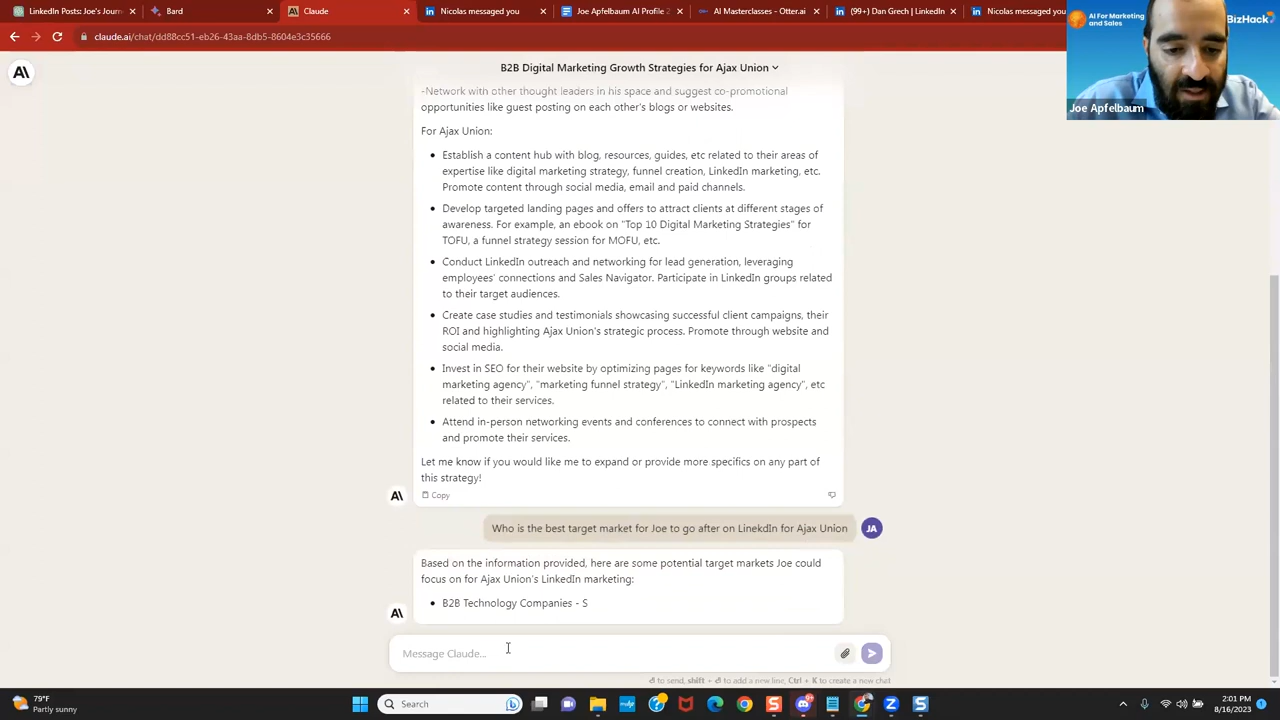 Instagram Posts: Joe's Journ
Bard
Claude
Nicolas messaged you
Joe Apfelbaum AI Profile 2
AI Masterclasses - Otter.ai
(99+) Dan Grech | LinkedIn
Nicolas messaged you
claude.ai/chat/dd88cc51-eb26-43aa-8db5-8604e3c35666
AI For Marketing
and Sales
BizHack
Joe Apfelbaum
B2B Digital Marketing Growth Strategies for Ajax Union
-Network with other thought leaders in his space and suggest co-promotional
opportunities like guest posting on each other's blogs or websites.
For Ajax Union:
• Establish a content hub with blog, resources, guides, etc related to their areas of
expertise like digital marketing strategy, funnel creation, LinkedIn marketing, etc.
Promote content through social media, email and paid channels.
• Develop targeted landing pages and offers to attract clients at different stages of
awareness. For example, an ebook on "Top 10 Digital Marketing Strategies" for
TOFU, a funnel strategy session for MOFU, etc.
• Conduct LinkedIn outreach and networking for lead generation, leveraging
employees' connections and Sales Navigator. Participate in LinkedIn groups related
to their target audiences.
• Create case studies and testimonials showcasing successful client campaigns, their
ROI and highlighting Ajax Union's strategic process. Promote through website and
social media.
• Invest in SEO for their website by optimizing pages for keywords like "digital
marketing agency", "marketing funnel strategy", "LinkedIn marketing agency", etc
related to their services.
• Attend in-person networking events and conferences to connect with prospects
and promote their services.
Let me know if you would like me to expand or provide more specifics on any part of
this strategy!
Copy
Who is the best target market for Joe to go after on LinekdIn for Ajax Union
JA
Based on the information provided, here are some potential target markets Joe could
focus on for Ajax Union's LinkedIn marketing:
• B2B Technology Companies - S
Message Claude...
to send, shift + to add a new line, Ctrl + K to create a new chat
79°F
Partly sunny
Search
2:01 PM
8/16/2023